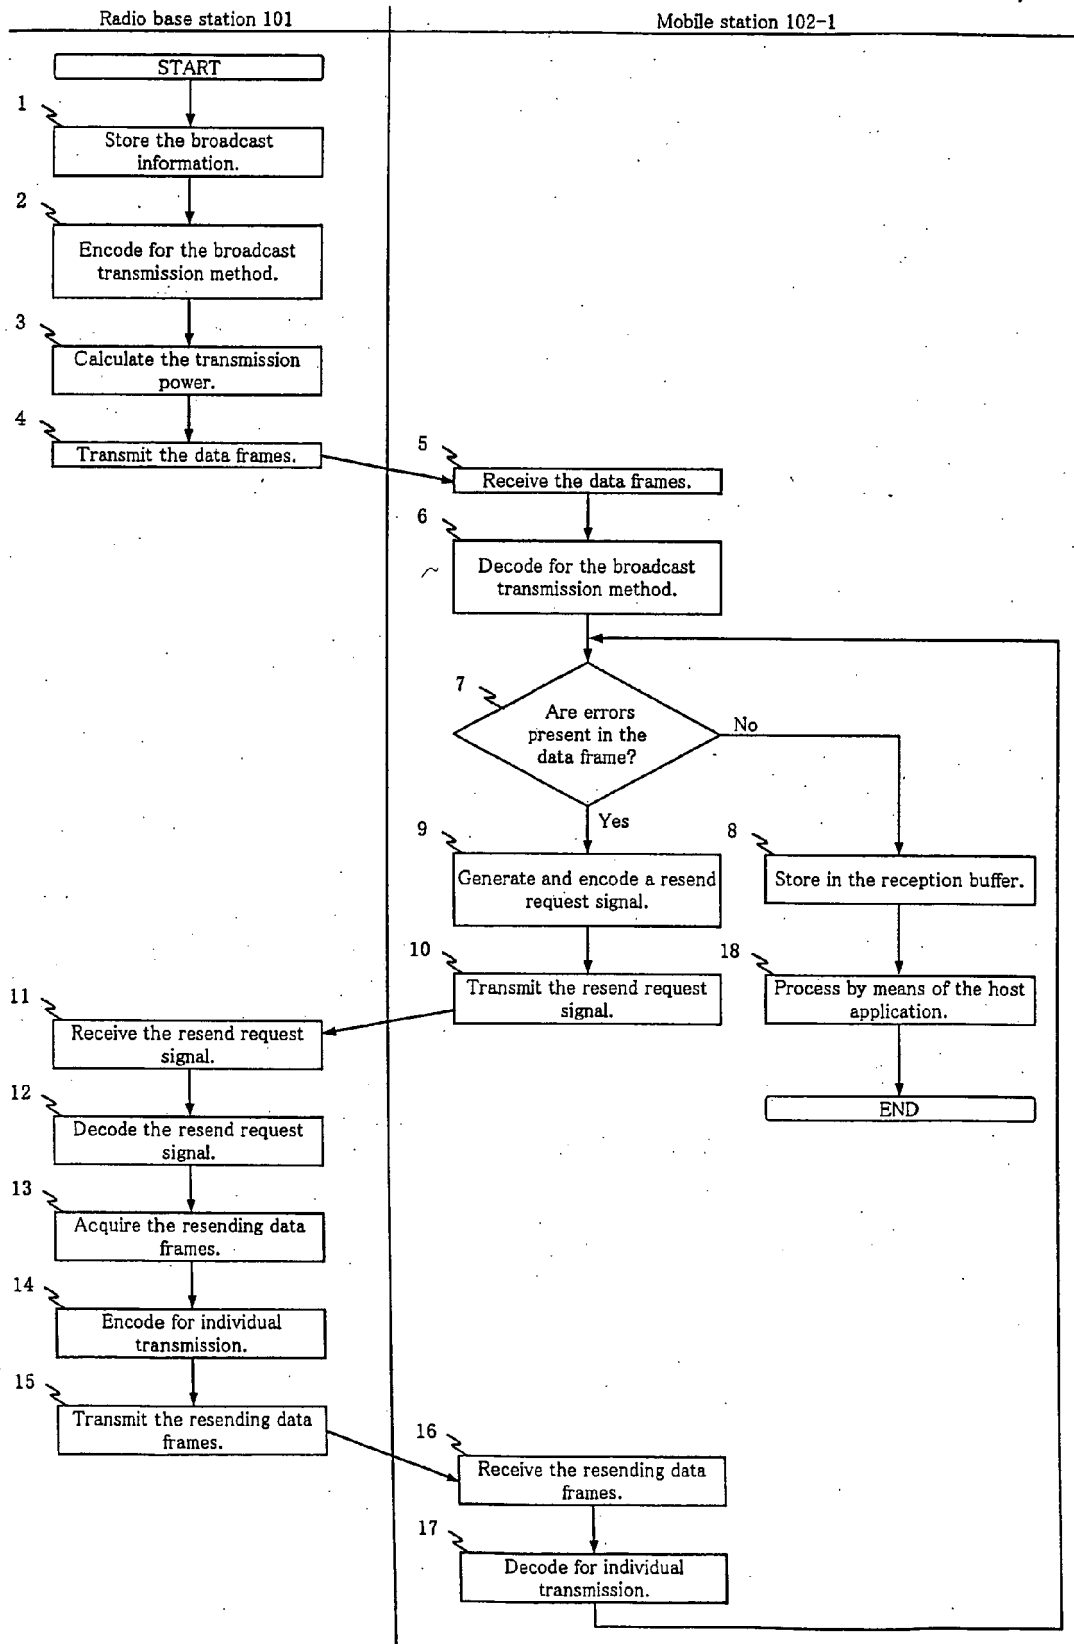 Radio base station 101
Mobile station 102-1
START
1
Store the broadcast
information.
2
Encode for the broadcast
transmission method.
3
Calculate the transmission
power.
4
Transmit the data frames.
5
Receive the data frames.
6
Decode for the broadcast
transmission method.
7
Are errors
present in the
data frame?
No
Yes
9
Generate and encode a resend
request signal.
8
Store in the reception buffer.
10
Transmit the resend request
signal.
18
Process by means of the host
application.
END
11
Receive the resend request
signal.
12
Decode the resend request
signal.
13
Acquire the resending data
frames.
14
Encode for individual
transmission.
15
Transmit the resending data
frames.
16
Receive the resending data
frames.
17
Decode for individual
transmission.